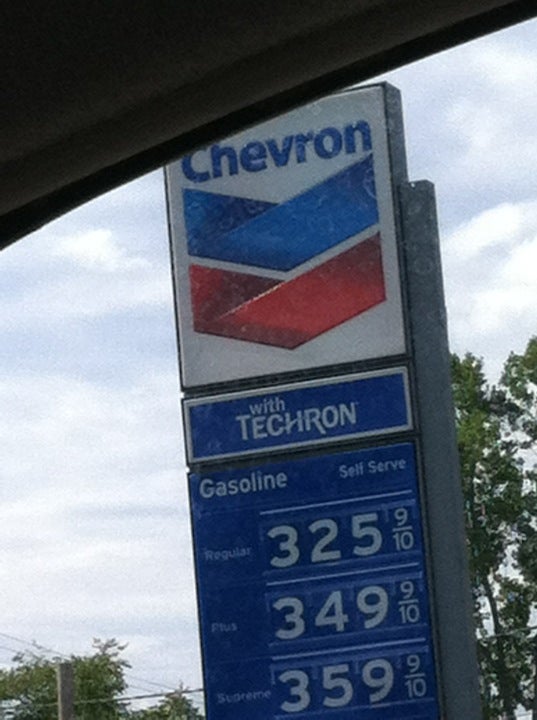 Chevron
with
TECHRON
Gasoline Self Serve
Regular 325 9/10
Plus 349 9/10
Supreme 359 9/10